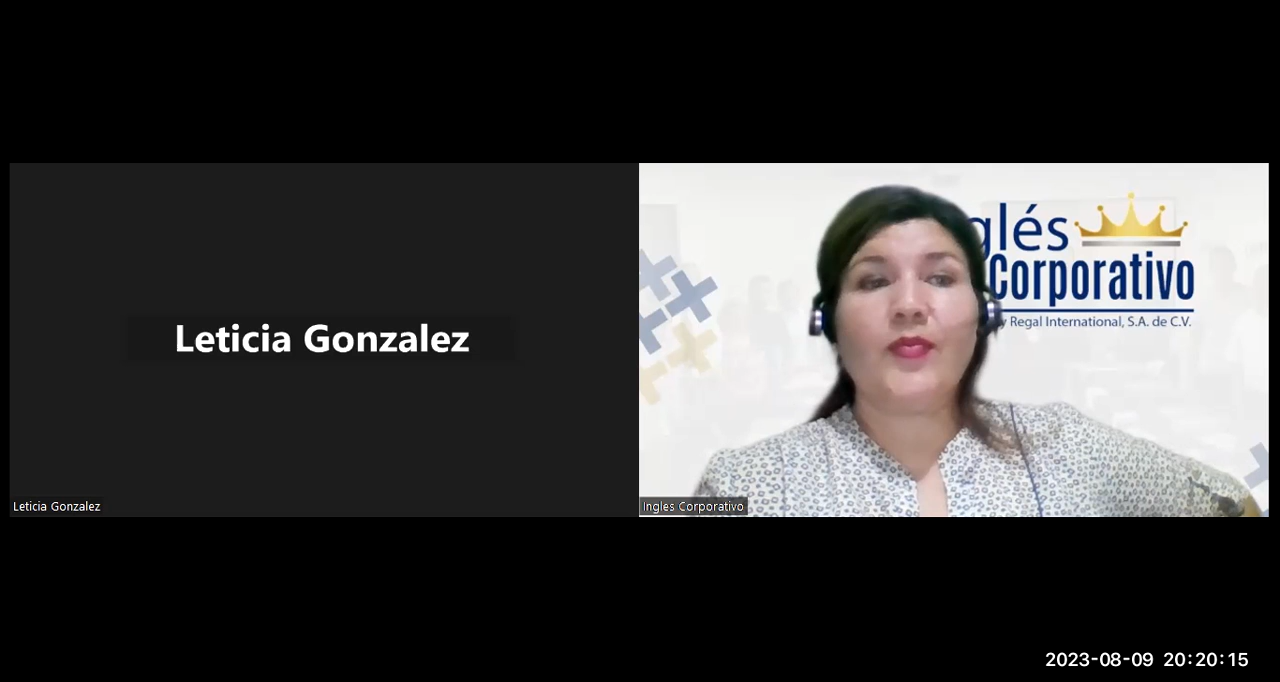 Leticia Gonzalez
Leticia Gonzalez
glés
Corporativo
y Regal International, S.A. de C.V.
Ingles Corporativo
2023-08-09 20:20:15